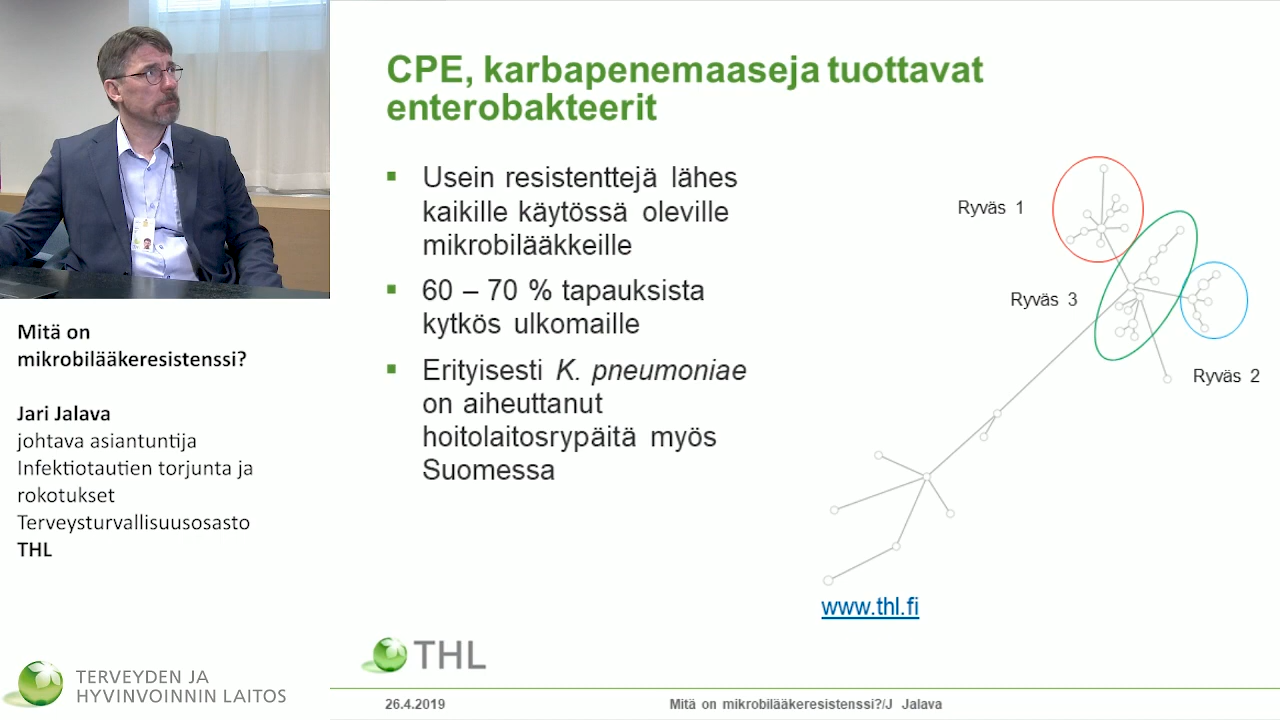 Mitä on
mikrobilääkeresistenssi?
Jari Jalava
johtava asiantuntija
Infektiotautien torjunta ja
rokotukset
Terveysturvallisuusosasto
THL
TERVEYDEN JA
HYVINVOINNIN LAITOS
CPE, karbapenemaaseja tuottavat
enterobakteerit
▪ Usein resistenttejä lähes
kaikille käytössä oleville
mikrobilääkkeille
▪ 60 – 70 % tapauksista
kytkös ulkomaille
▪ Erityisesti K. pneumoniae
on aiheuttanut
hoitolaitosrypäitä myös
Suomessa
Ryväs 1
Ryväs 3
Ryväs 2
www.thl.fi
THL
26.4.2019
Mitä on mikrobilääkeresistenssi?/J Jalava